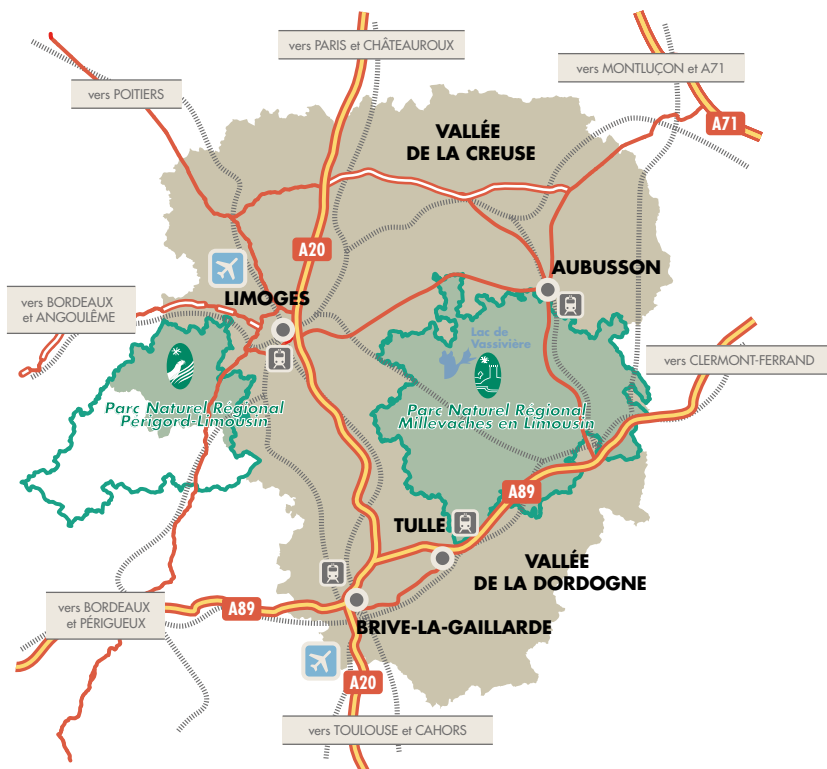 vers PARIS et CHÂTEAUROUX
vers MONTLUÇON et A71
vers POITIERS
A71
VALLÉE
DE LA CREUSE
A20
AUBUSSON
LIMOGES
vers BORDEAUX
et ANGOULÊME
Lac de
Vassivière
vers CLERMONT-FERRAND
Parc Naturel Régional
Périgord-Limousin
Parc Naturel Régional
Millevaches en Limousin
A89
TULLE
VALLÉE
DE LA DORDOGNE
vers BORDEAUX
et PÉRIGUEUX
A89
BRIVE-LA-GAILLARDE
A20
vers TOULOUSE et CAHORS